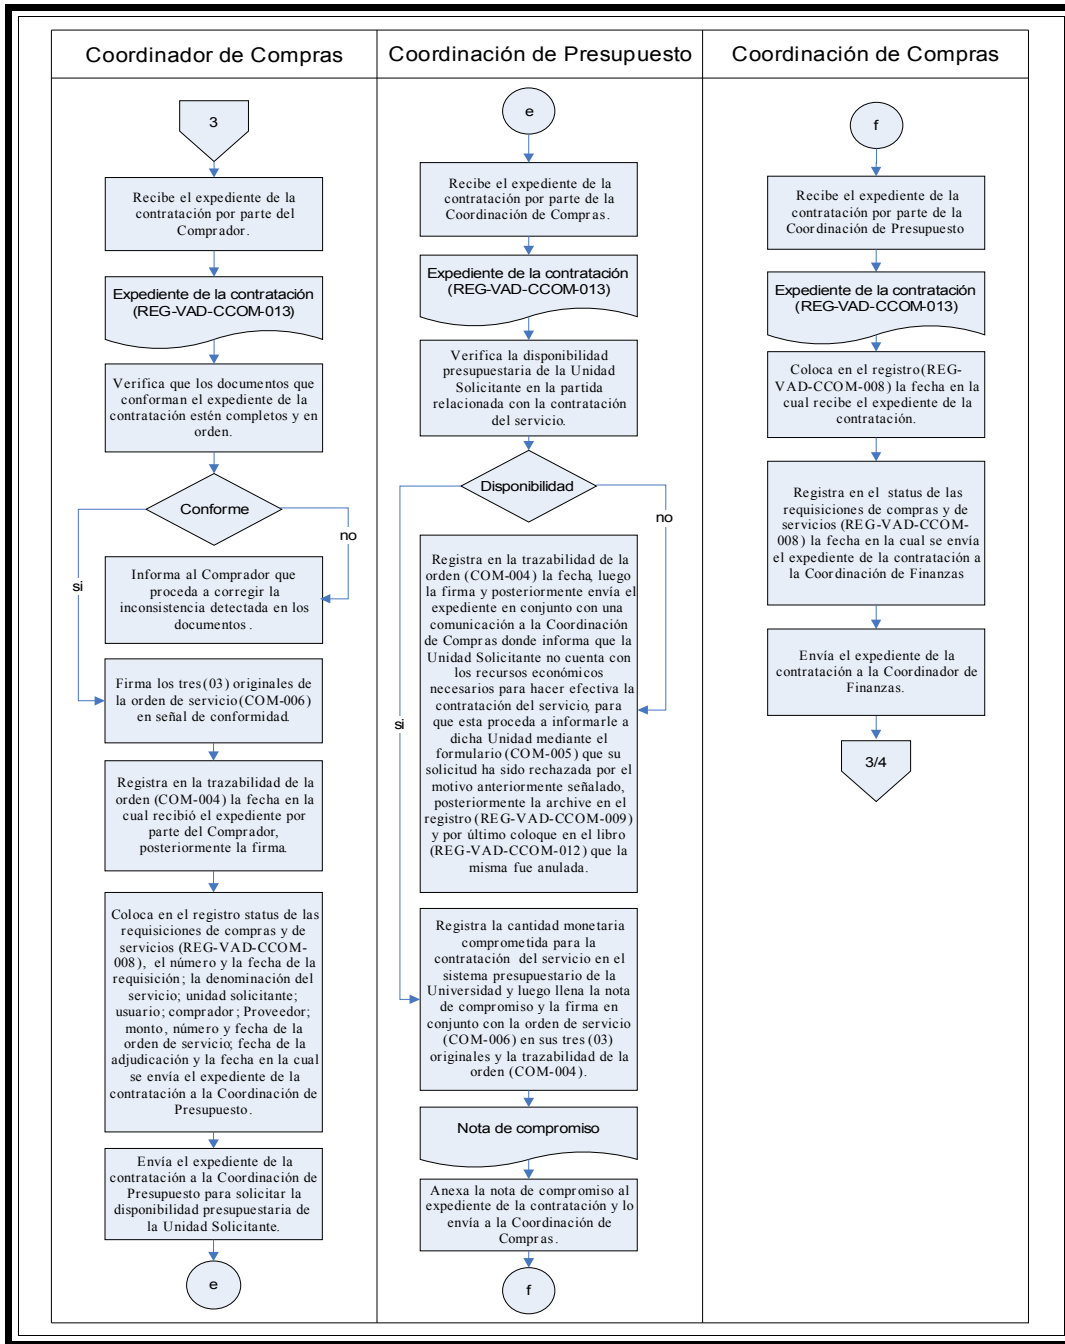 Coordinador de Compras
3
Recibe el expediente de la
contratación por parte del
Comprador.
Expediente de la contratación
(REG-VAD-CCOM-013)
Verifica que los documentos que
conforman el expediente de la
contratación estén completos y en
orden.
Conforme
no
si
Informa al Comprador que
proceda a corregir la
inconsistencia detectada en los
documentos .
Firma los tres (03) originales de
la orden de servicio (COM-006)
en señal de conformidad.
Registra en la trazabilidad de la
orden (COM-004) la fecha en la
cual recibió el expediente por
parte del Comprador,
posteriormente la firma.
Coloca en el registro status de las
requisiciones de compras y de
servicios (REG-VAD-CCOM-
008), el número y la fecha de la
requisición; la denominación del
servicio; unidad solicitante;
usuario; comprador; Proveedor;
monto, número y fecha de la
orden de servicio; fecha de la
adjudicación y la fecha en la cual
se envía el expediente de la
contratación a la Coordinación de
Presupuesto .
Envía el expediente de la
contratación a la Coordinación de
Presupuesto para solicitar la
disponibilidad presupuestaria de
la Unidad Solicitante.
e
Coordinación de Presupuesto
e
Recibe el expediente de la
contratación por parte de la
Coordinación de Compras.
Expediente de la contratación
(REG-VAD-CCOM-013)
Verifica la disponibilidad
presupuestaria de la Unidad
Solicitante en la partida
relacionada con la contratación
del servicio.
Disponibilidad
no
si
Registra en la trazabilidad de la
orden (COM-004) la fecha, luego
la firma y posteriormente envía el
expediente en conjunto con una
comunicación a la Coordinación
de Compras donde informa que la
Unidad Solicitante no cuenta con
los recursos económicos
necesarios para hacer efectiva la
contratación del servicio, para
que esta proceda a informarle a
dicha Unidad mediante el
formulario (COM-005) que su
solicitud ha sido rechazada por el
motivo anteriormente señalado,
posteriormente la archive en el
registro (REG-VAD-CCOM-009)
y por último coloque en el libro
(REG-VAD-CCOM-012) que la
misma fue anulada.
Registra la cantidad monetaria
comprometida para la
contratación del servicio en el
sistema presupuestario de la
Universidad y luego llena la nota
de compromiso y la firma en
conjunto con la orden de servicio
(COM-006) en sus tres (03)
originales y la trazabilidad de la
orden (COM-004).
Nota de compromiso
Anexa la nota de compromiso al
expediente de la contratación y lo
envía a la Coordinación de
Compras .
f
Coordinación de Compras
f
Recibe el expediente de la
contratación por parte de la
Coordinación de Presupuesto
Expediente de la contratación
(REG-VAD-CCOM-013)
Coloca en el registro (REG-
VAD-CCOM-008) la fecha en la
cual recibe el expediente de la
contratación.
Registra en el status de las
requisiciones de compras y de
servicios (REG-VAD-CCOM-
008) la fecha en la cual se envía
el expediente de la contratación a
la Coordinación de Finanzas
Envía el expediente de la
contratación a la Coordinador de
Finanzas.
3/4